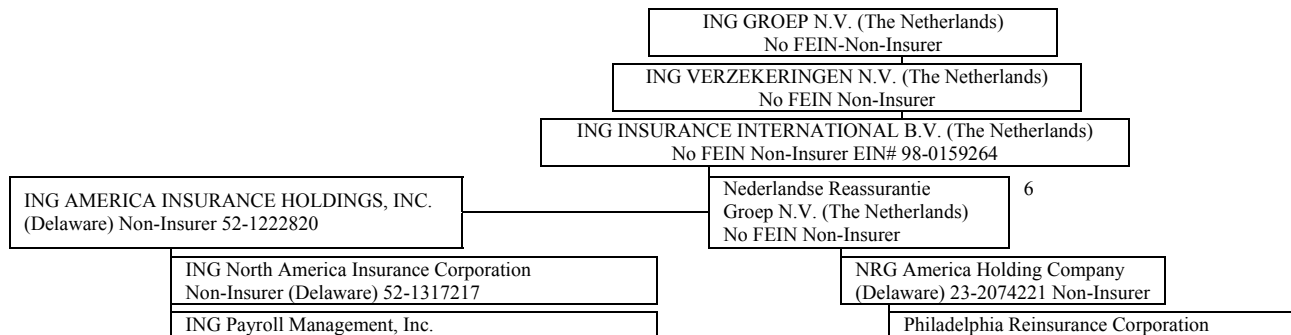 ING GROEP N.V. (The Netherlands)
No FEIN-Non-Insurer
ING VERZEKERINGEN N.V. (The Netherlands)
No FEIN Non-Insurer
ING INSURANCE INTERNATIONAL B.V. (The Netherlands)
No FEIN Non-Insurer EIN# 98-0159264
ING AMERICA INSURANCE HOLDINGS, INC.
(Delaware) Non-Insurer 52-1222820
Nederlandse Reassurantie
Groep N.V. (The Netherlands)
No FEIN Non-Insurer
6
ING North America Insurance Corporation
Non-Insurer (Delaware) 52-1317217
NRG America Holding Company
(Delaware) 23-2074221 Non-Insurer
ING Payroll Management, Inc.
Philadelphia Reinsurance Corporation